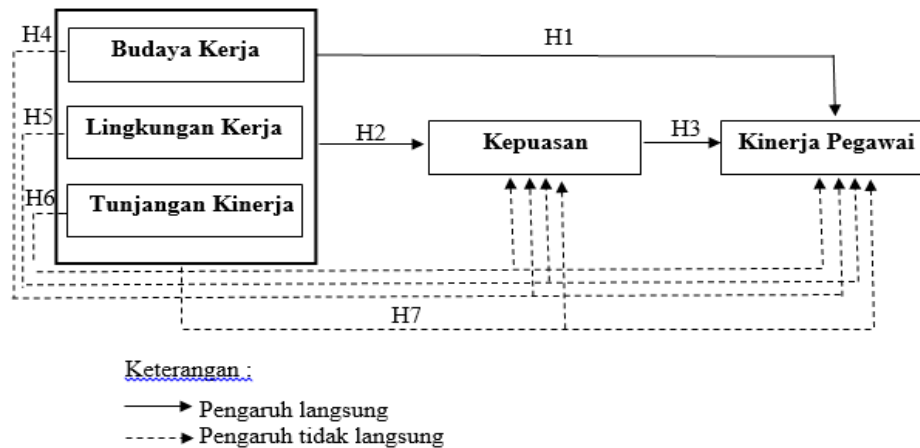 H4
Budaya Kerja
H1
H5
Lingkungan Kerja
H2
Kepuasan
H3
Kinerja Pegawai
H6
Tunjangan Kinerja
H7
Keterangan :
Pengaruh langsung
Pengaruh tidak langsung